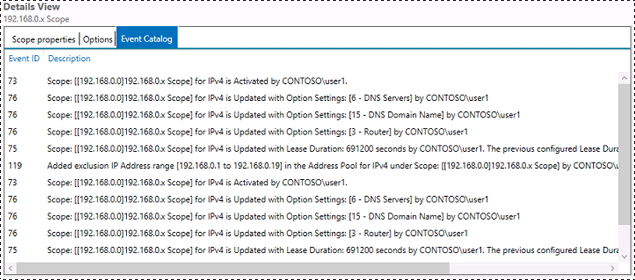 Details View
192.168.0.x Scope
Scope properties Options Event Catalog
Event ID Description
73 Scope: [[192.168.0.0]192.168.0.x Scope] for IPv4 is Activated by CONTOSO\user1.
76 Scope: [[192.168.0.0]192.168.0.x Scope] for IPv4 is Updated with Option Settings: [6 - DNS Servers] by CONTOSO\user1
76 Scope: [[192.168.0.0]192.168.0.x Scope] for IPv4 is Updated with Option Settings: [15 - DNS Domain Name] by CONTOSO\user1
76 Scope: [[192.168.0.0]192.168.0.x Scope] for IPv4 is Updated with Option Settings: [3 - Router] by CONTOSO\user1
75 Scope: [[192.168.0.0]192.168.0.x Scope] for IPv4 is Updated with Lease Duration: 691200 seconds by CONTOSO\user1. The previous configured Lease Dura
119 Added exclusion IP Address range [192.168.0.1 to 192.168.0.19] in the Address Pool for IPv4 under Scope: [[192.168.0.0]192.168.0.x Scope] by CONTOSO\u
73 Scope: [[192.168.0.0]192.168.0.x Scope] for IPv4 is Activated by CONTOSO\user1.
76 Scope: [[192.168.0.0]192.168.0.x Scope] for IPv4 is Updated with Option Settings: [6 - DNS Servers] by CONTOSO\user1
76 Scope: [[192.168.0.0]192.168.0.x Scope] for IPv4 is Updated with Option Settings: [15 - DNS Domain Name] by CONTOSO\user1
76 Scope: [[192.168.0.0]192.168.0.x Scope] for IPv4 is Updated with Option Settings: [3 - Router] by CONTOSO\user1
75 Scope: [[192.168.0.0]192.168.0.x Scope] for IPv4 is Updated with Lease Duration: 691200 seconds by CONTOSO\user1. The previous configured Lease Dura